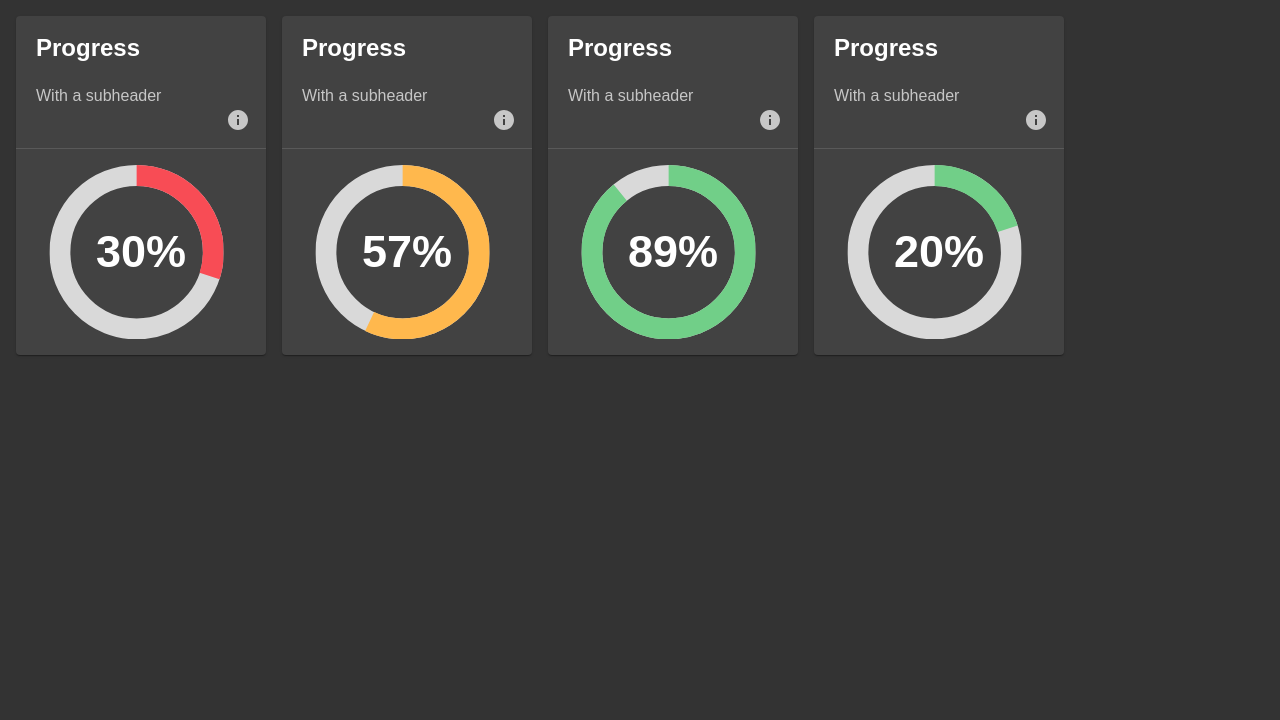 Progress
With a subheader
30%
Progress
With a subheader
57%
Progress
With a subheader
89%
Progress
With a subheader
20%